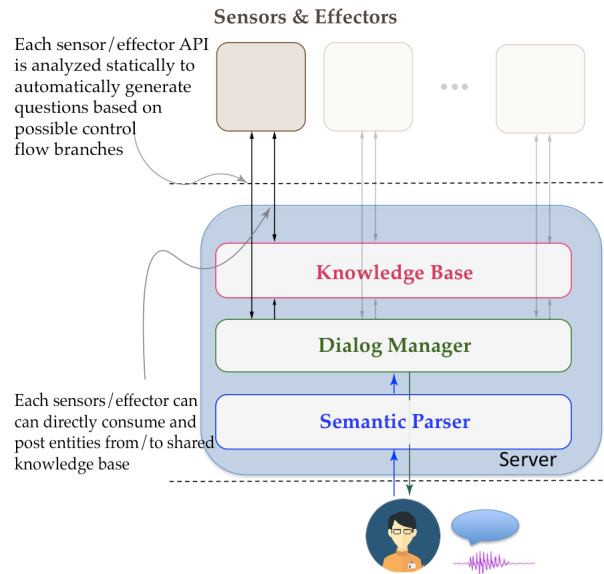 Sensors & Effectors
Each sensor/effector API
is analyzed statically to
automatically generate
questions based on
possible control
flow branches
Knowledge Base
Dialog Manager
Each sensors/effector can
can directly consume and
post entities from/to shared
knowledge base
Semantic Parser
Server